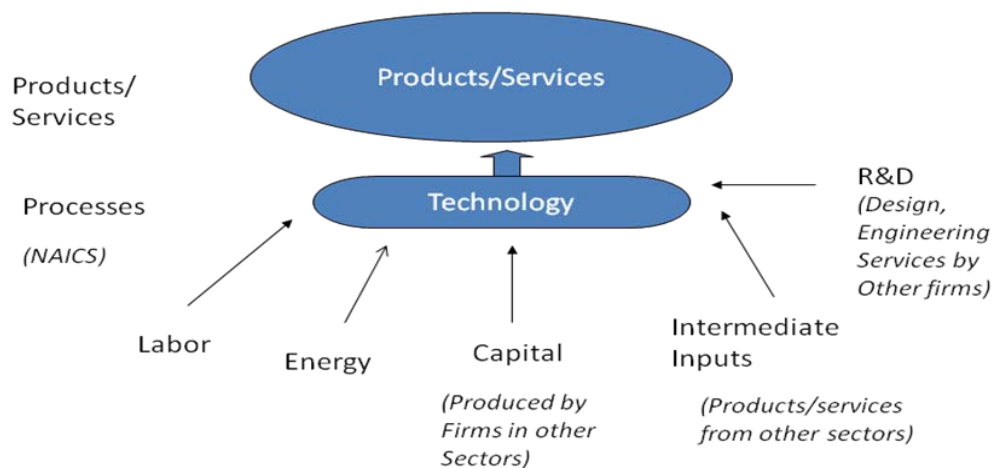 Products/Services
Products/
Services
Technology
Processes
(NAICS)
R&D
(Design,
Engineering
Services by
Other firms)
Labor
Energy
Capital
(Produced by
Firms in other
Sectors)
Intermediate
Inputs
(Products/services
from other sectors)